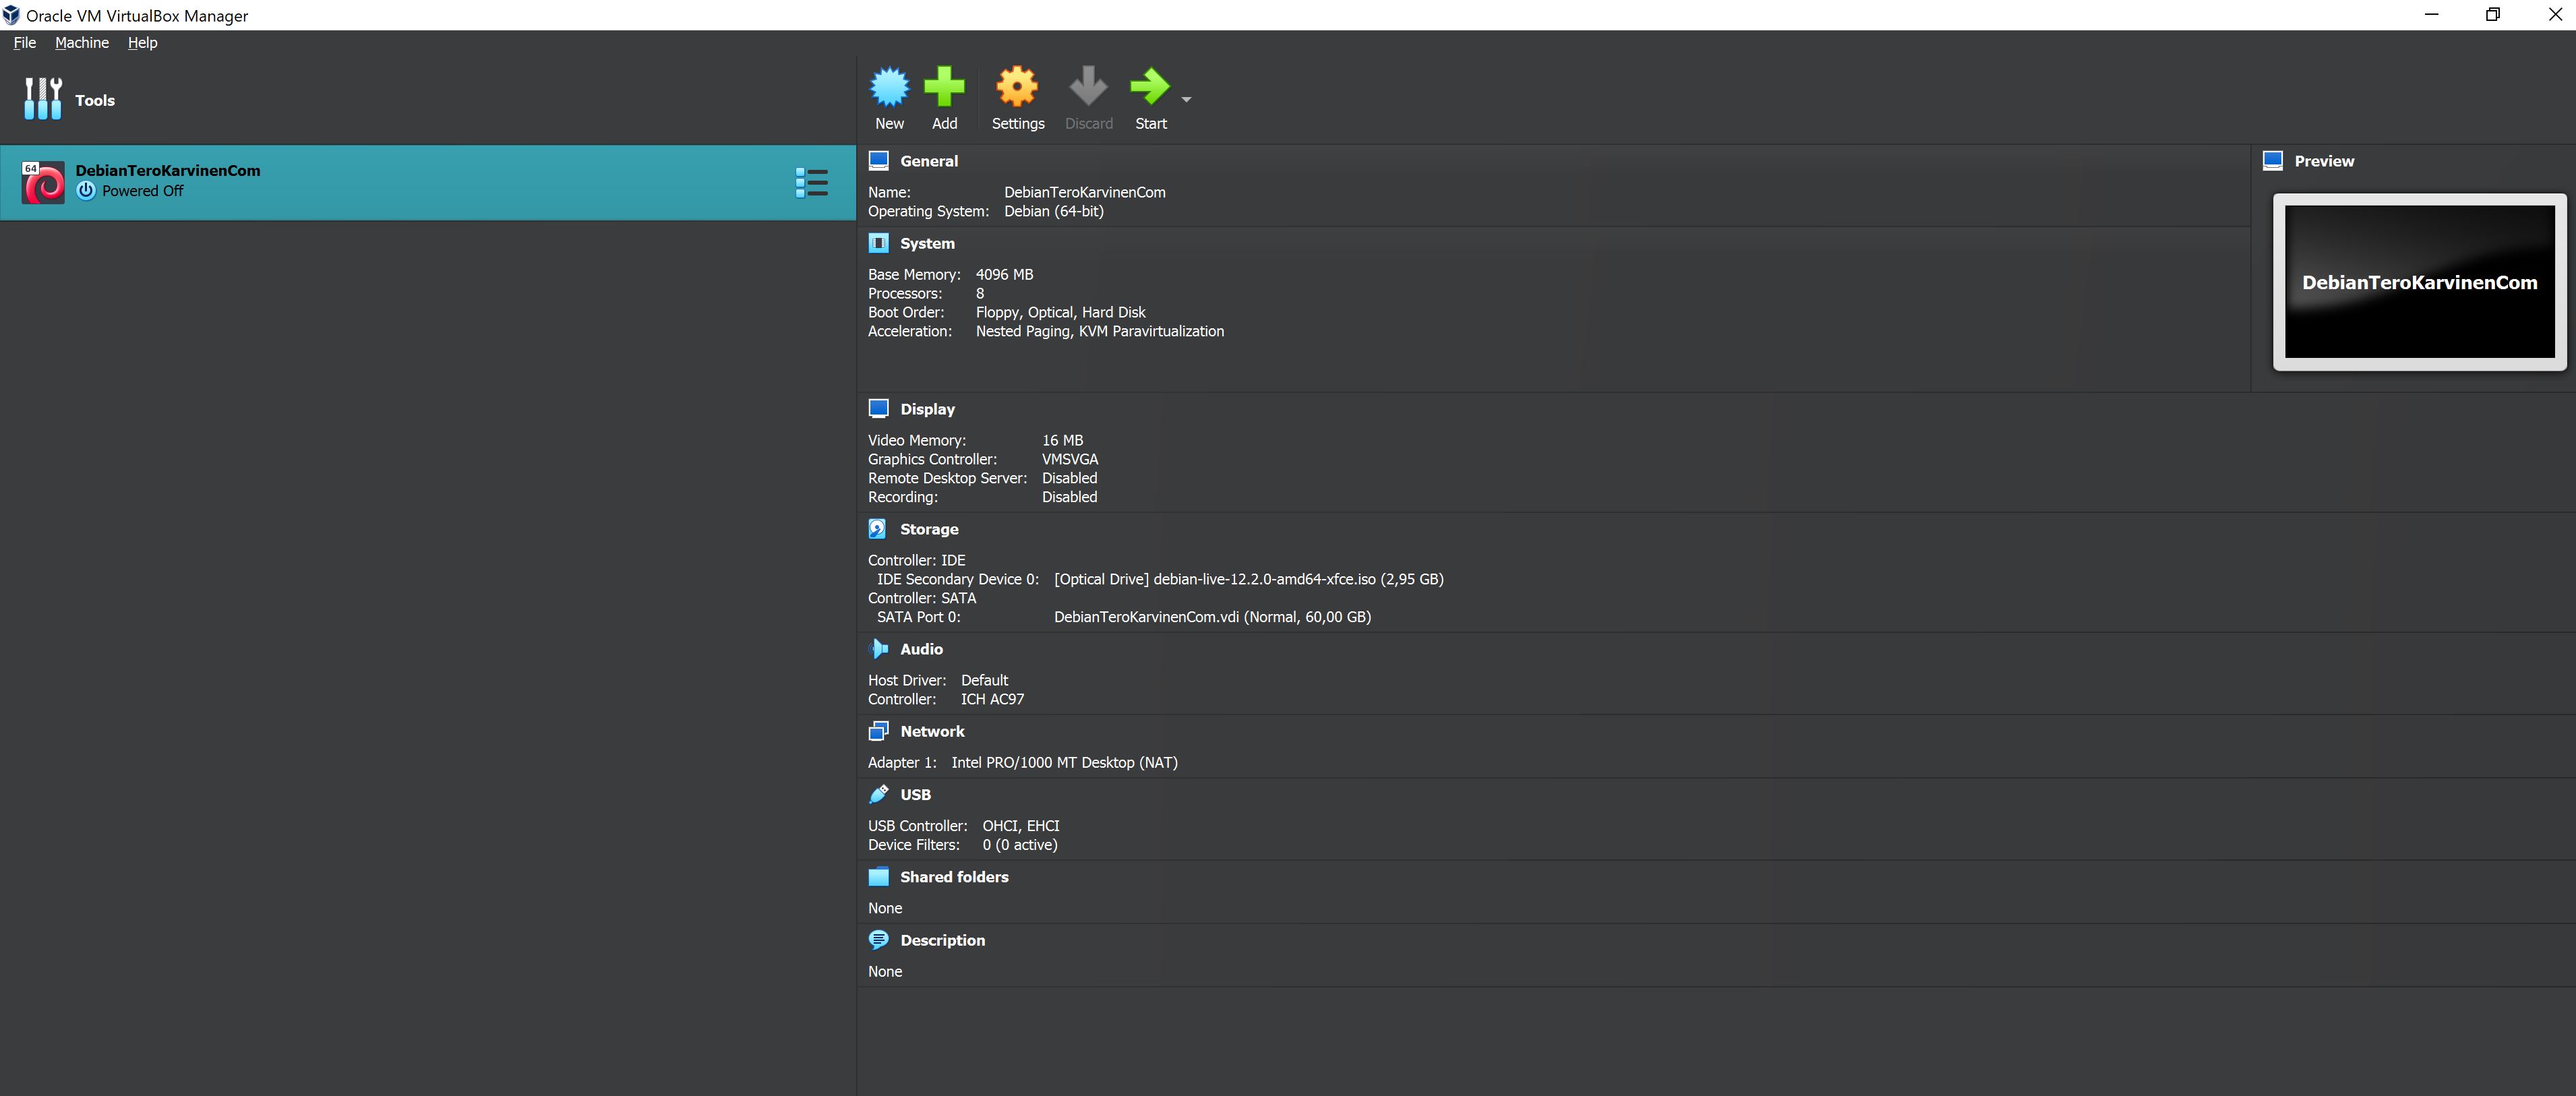 Oracle VM VirtualBox Manager
File Machine Help
Tools
New Add Settings Discard Start
64
DebianTeroKarvinenCom
Powered Off
General
Name: DebianTeroKarvinenCom
Operating System: Debian (64-bit)
Preview
DebianTeroKarvinenCom
System
Base Memory: 4096 MB
Processors: 8
Boot Order: Floppy, Optical, Hard Disk
Acceleration: Nested Paging, KVM Paravirtualization
Display
Video Memory: 16 MB
Graphics Controller: VMSVGA
Remote Desktop Server: Disabled
Recording: Disabled
Storage
Controller: IDE
IDE Secondary Device 0: [Optical Drive] debian-live-12.2.0-amd64-xfce.iso (2,95 GB)
Controller: SATA
SATA Port 0: DebianTeroKarvinenCom.vdi (Normal, 60,00 GB)
Audio
Host Driver: Default
Controller: ICH AC97
Network
Adapter 1: Intel PRO/1000 MT Desktop (NAT)
USB
USB Controller: OHCI, EHCI
Device Filters: 0 (0 active)
Shared folders
None
Description
None